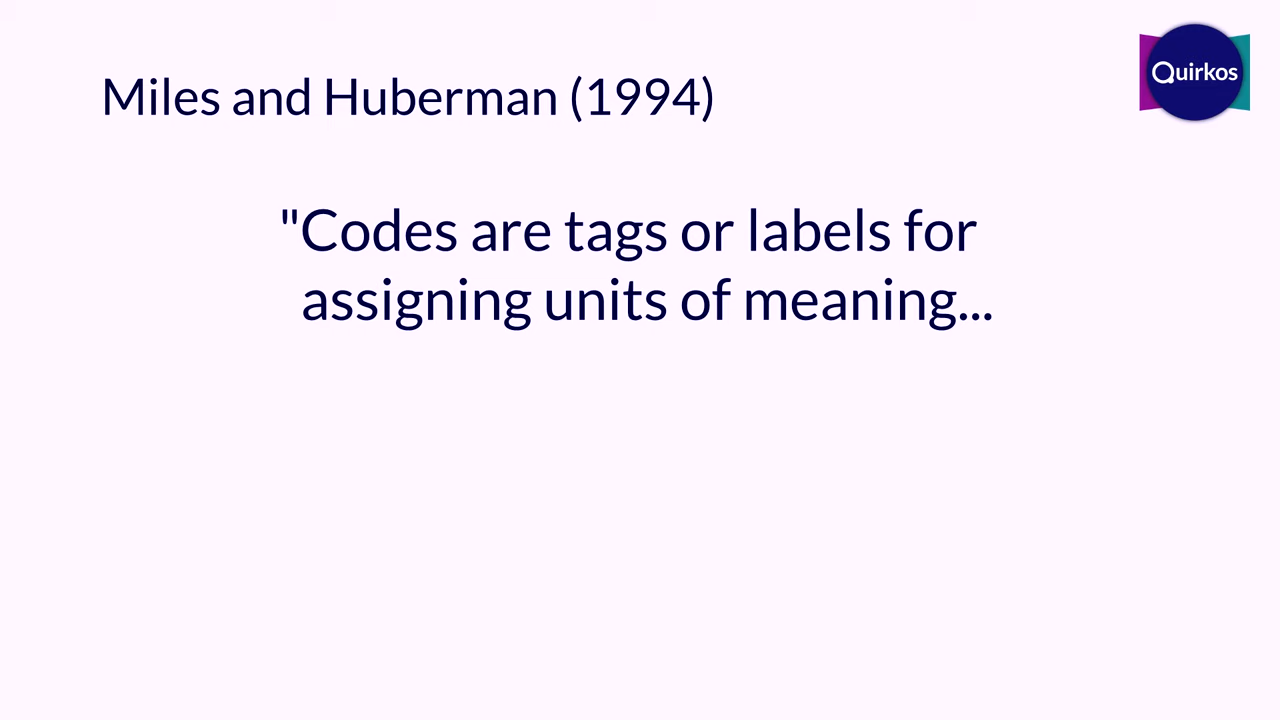 Miles and Huberman (1994)
Quirkos
"Codes are tags or labels for
assigning units of meaning...